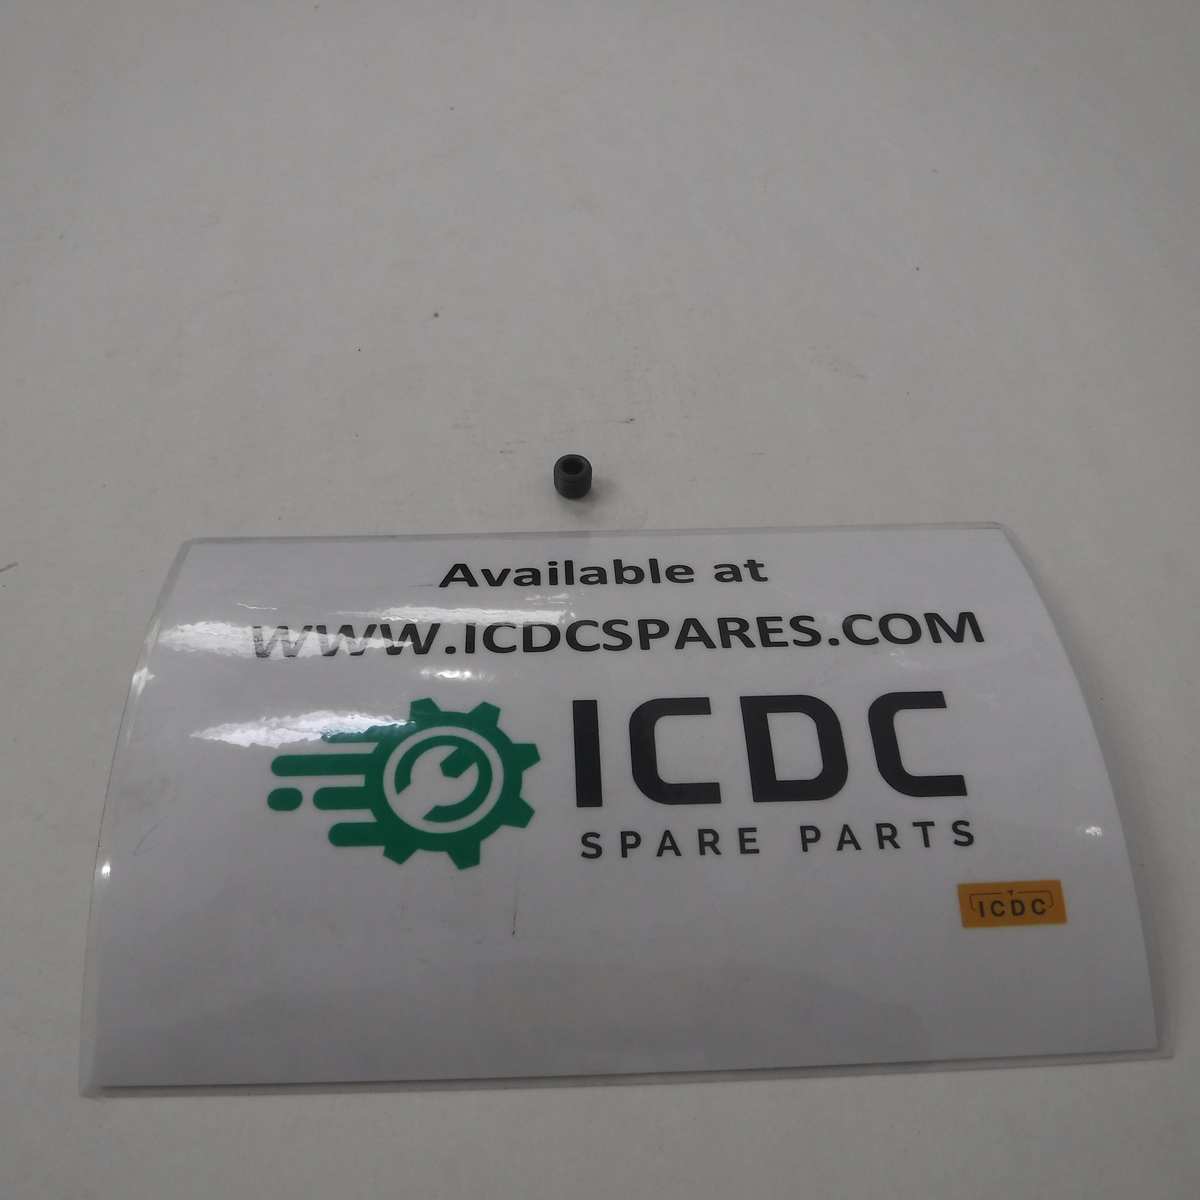 Available at
WWW.ICDCSPARES.COM
ICDC
SPARE PARTS
ICDC